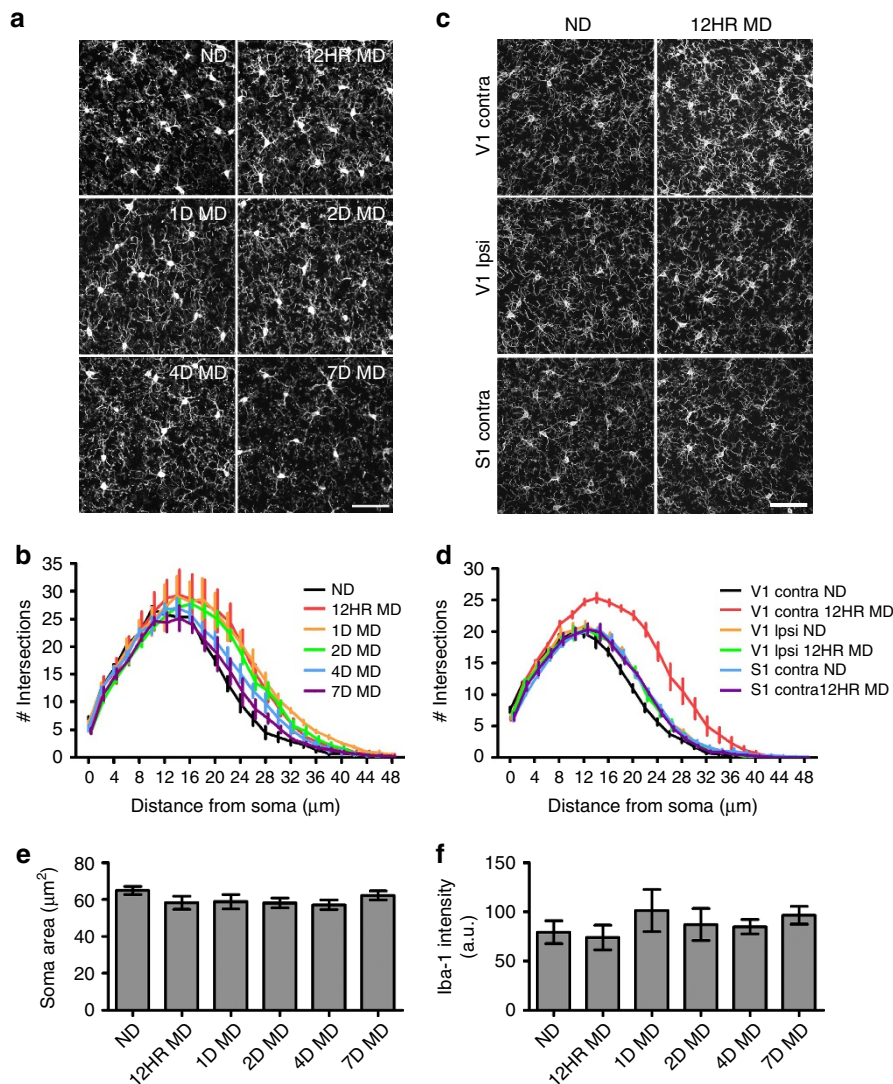 a
ND
12HR MD
1D MD
2D MD
4D MD
7D MD
c
ND
12HR MD
V1 contra
V1 Ipsi
S1 contra
b
# Intersections
35
30
25
20
15
10
5
0
0 4 8 12 16 20 24 28 32 36 40 44 48
Distance from soma (μm)
ND
12HR MD
1D MD
2D MD
4D MD
7D MD
d
# Intersections
30
25
20
15
10
5
0
0 4 8 12 16 20 24 28 32 36 40 44 48
Distance from soma (μm)
V1 contra ND
V1 contra 12HR MD
V1 Ipsi ND
V1 Ipsi 12HR MD
S1 contra ND
S1 contra12HR MD
e
Soma area (μm²)
80
60
40
20
0
ND
12HR MD
1D MD
2D MD
4D MD
7D MD
f
Iba-1 intensity
(a.u.)
150
100
50
0
ND
12HR MD
1D MD
2D MD
4D MD
7D MD